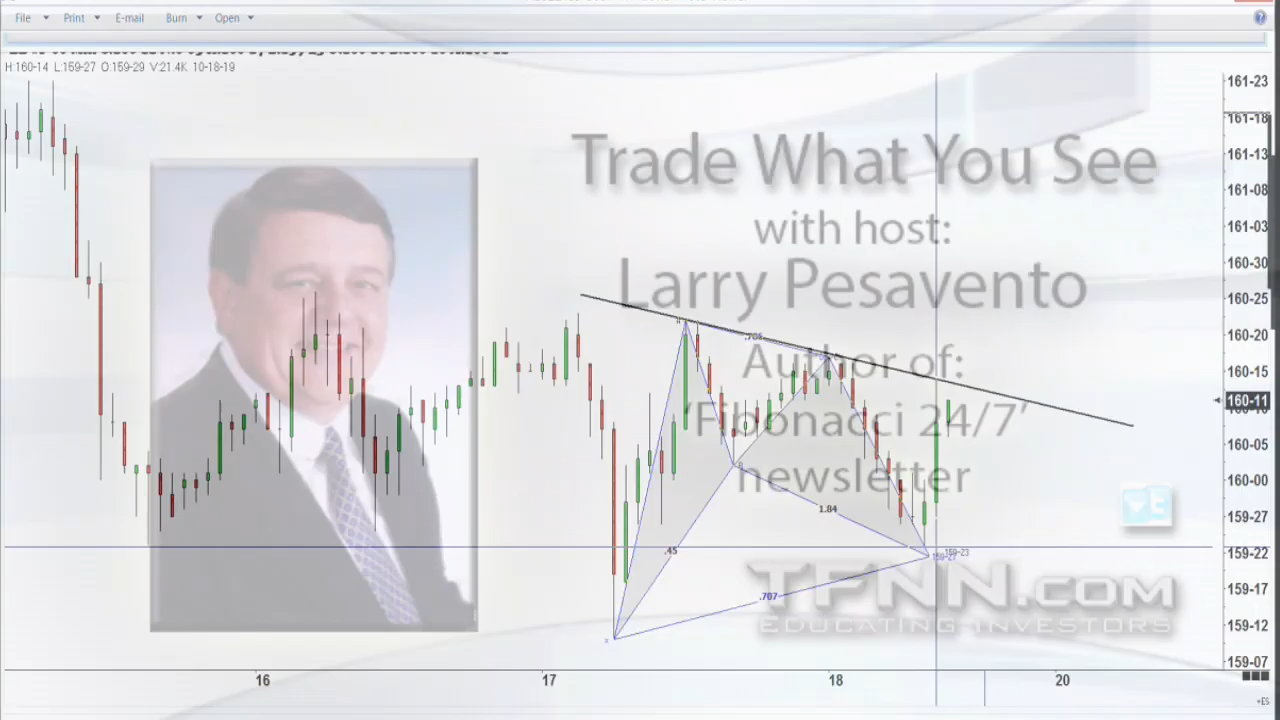 File Print E-mail Burn Open
H:160-14 L:159-27 O:159-29 V:21.4K 10-18-19
161-23
161-18
161-13
161-08
161-03
160-30
160-25
160-20
160-15
160-11
160-05
160-00
159-27
159-22
159-17
159-12
159-07
Trade What You See
with host:
Larry Pesavento
Author of:
'Fibonacci 24/7'
newsletter
.45
1.84
.707
159-23
TFNN.com
EDUCATING INVESTORS
16 17 18 20
+ES